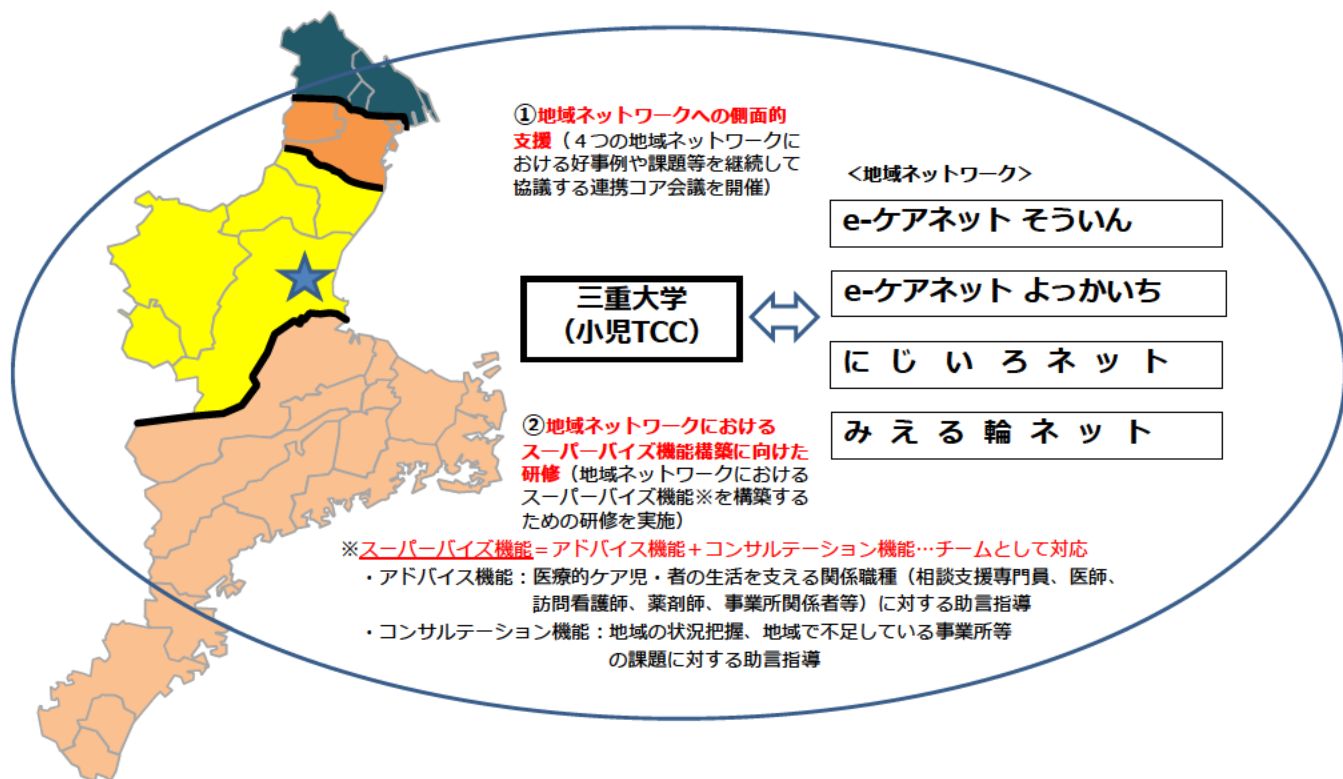 ①地域ネットワークへの側面的
支援（４つの地域ネットワークに
おける好事例や課題等を継続して
協議する連携コア会議を開催）
＜地域ネットワーク＞
e-ケアネット そういん
e-ケアネット よっかいち
に じ い ろ ネ ッ ト
み え る 輪 ネ ッ ト
三重大学
（小児TCC）
②地域ネットワークにおける
スーパーバイズ機能構築に向けた
研修（地域ネットワークにおける
スーパーバイズ機能※を構築する
ための研修を実施）
※スーパーバイズ機能＝アドバイス機能＋コンサルテーション機能…チームとして対応
・アドバイス機能：医療的ケア児・者の生活を支える関係職種（相談支援専門員、医師、
訪問看護師、薬剤師、事業所関係者等）に対する助言指導
・コンサルテーション機能：地域の状況把握、地域で不足している事業所等
の課題に対する助言指導